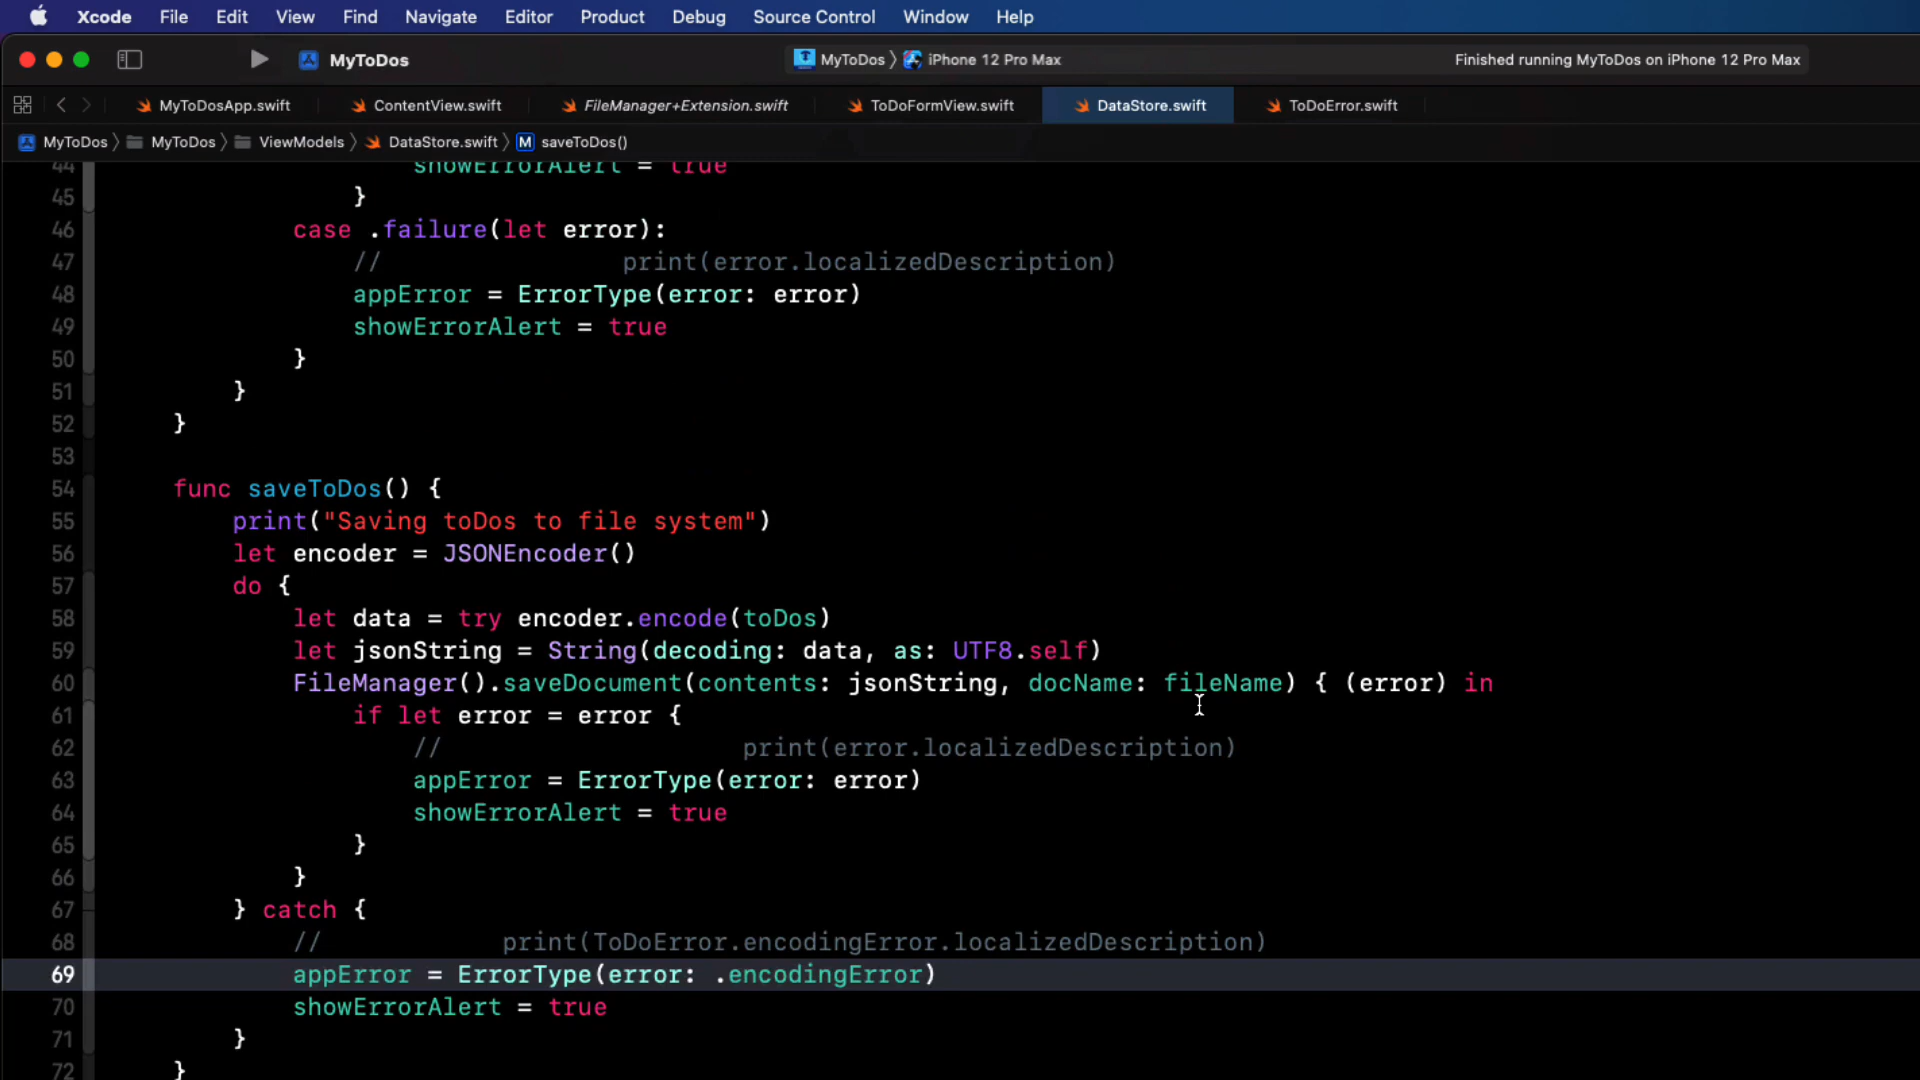 Xcode File Edit View Find Navigate Editor Product Debug Source Control Window Help
MyToDos MyToDos 〉 iPhone 12 Pro Max Finished running MyToDos on iPhone 12 Pro Max
MyToDosApp.swift ContentView.swift FileManager+Extension.swift ToDoFormView.swift DataStore.swift ToDoError.swift
MyToDos 〉 MyToDos 〉 ViewModels 〉 DataStore.swift 〉 M saveToDos()
44 showErrorAlert = true
45 }
46 case .failure(let error):
47 // print(error.localizedDescription)
48 appError = ErrorType(error: error)
49 showErrorAlert = true
50 }
51 }
52 }
53
54 func saveToDos() {
55 print("Saving toDos to file system")
56 let encoder = JSONEncoder()
57 do {
58 let data = try encoder.encode(toDos)
59 let jsonString = String(decoding: data, as: UTF8.self)
60 FileManager().saveDocument(contents: jsonString, docName: fileName) { (error) in
61 if let error = error {
62 // print(error.localizedDescription)
63 appError = ErrorType(error: error)
64 showErrorAlert = true
65 }
66 }
67 } catch {
68 // print(ToDoError.encodingError.localizedDescription)
69 appError = ErrorType(error: .encodingError)
70 showErrorAlert = true
71 }
72 }